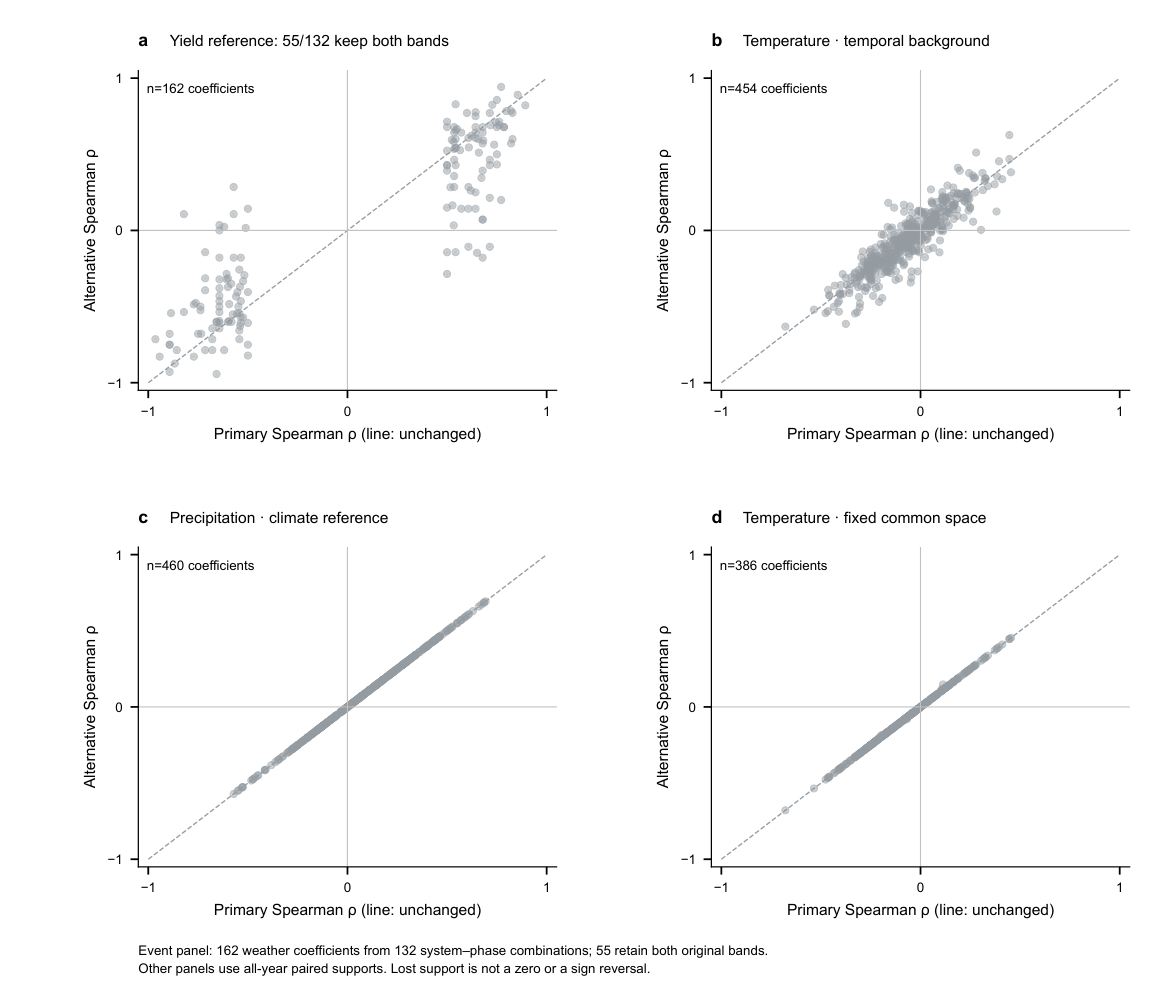 a Yield reference: 55/132 keep both bands
n=162 coefficients
1
0
−1
Alternative Spearman ρ
−1 0 1
Primary Spearman ρ (line: unchanged)
b Temperature · temporal background
n=454 coefficients
1
0
−1
Alternative Spearman ρ
−1 0 1
Primary Spearman ρ (line: unchanged)
c Precipitation · climate reference
n=460 coefficients
1
0
−1
Alternative Spearman ρ
−1 0 1
Primary Spearman ρ (line: unchanged)
d Temperature · fixed common space
n=386 coefficients
1
0
−1
Alternative Spearman ρ
−1 0 1
Primary Spearman ρ (line: unchanged)
Event panel: 162 weather coefficients from 132 system–phase combinations; 55 retain both original bands.
Other panels use all-year paired supports. Lost support is not a zero or a sign reversal.